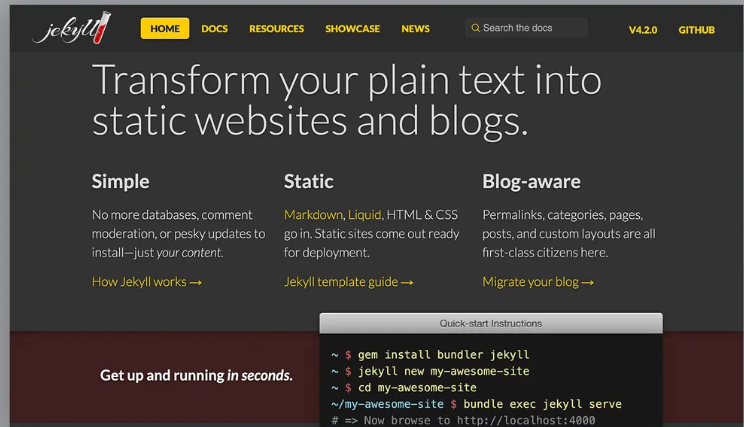 jekyll
HOME DOCS RESOURCES SHOWCASE NEWS Search the docs V4.2.0 GITHUB
Transform your plain text into
static websites and blogs.
Simple
No more databases, comment
moderation, or pesky updates to
install—just your content.
How Jekyll works →
Static
Markdown, Liquid, HTML & CSS
go in. Static sites come out ready
for deployment.
Jekyll template guide →
Blog-aware
Permalinks, categories, pages,
posts, and custom layouts are all
first-class citizens here.
Migrate your blog →
Get up and running in seconds.
Quick-start Instructions
~ $ gem install bundler jekyll
~ $ jekyll new my-awesome-site
~ $ cd my-awesome-site
~/my-awesome-site $ bundle exec jekyll serve
# => Now browse to http://localhost:4000